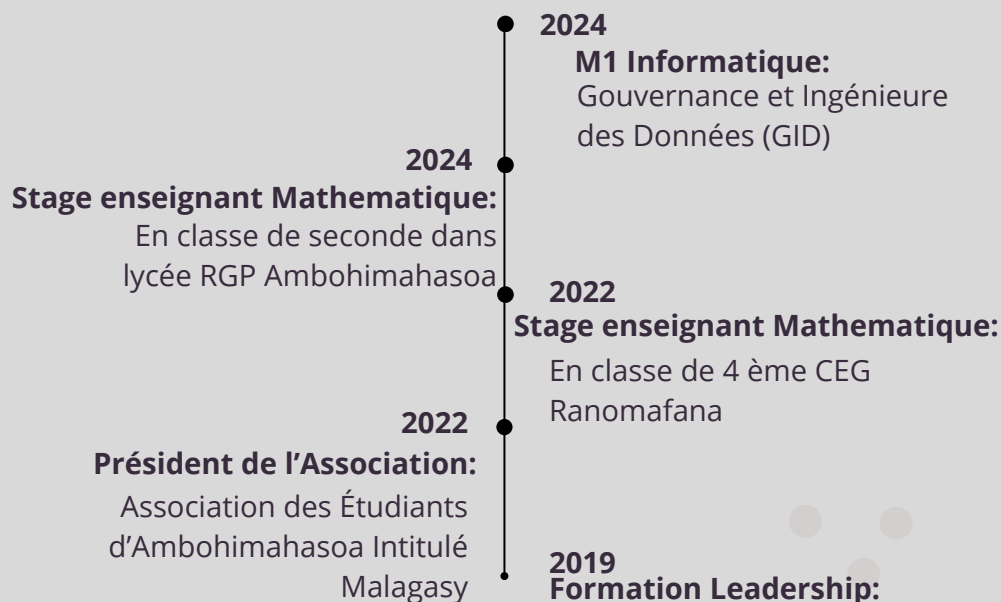 2024
M1 Informatique:
Gouvernance et Ingénieure
des Données (GID)
2024
Stage enseignant Mathematique:
En classe de seconde dans
lycée RGP Ambohimahasoa
2022
Stage enseignant Mathematique:
En classe de 4 ème CEG
Ranomafana
2022
Président de l’Association:
Association des Étudiants
d’Ambohimahasoa Intitulé
Malagasy
2019
Formation Leadership: